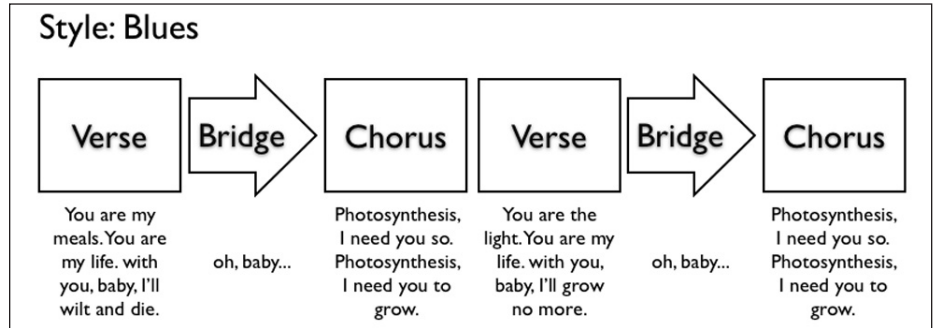 Style: Blues
Verse
Bridge
Chorus
Verse
Bridge
Chorus
You are my
meals. You are
my life. with
you, baby, I'll
wilt and die.
oh, baby...
Photosynthesis,
I need you so.
Photosynthesis,
I need you to
grow.
You are the
light. You are my
life. with you,
baby, I'll grow
no more.
oh, baby...
Photosynthesis,
I need you so.
Photosynthesis,
I need you to
grow.